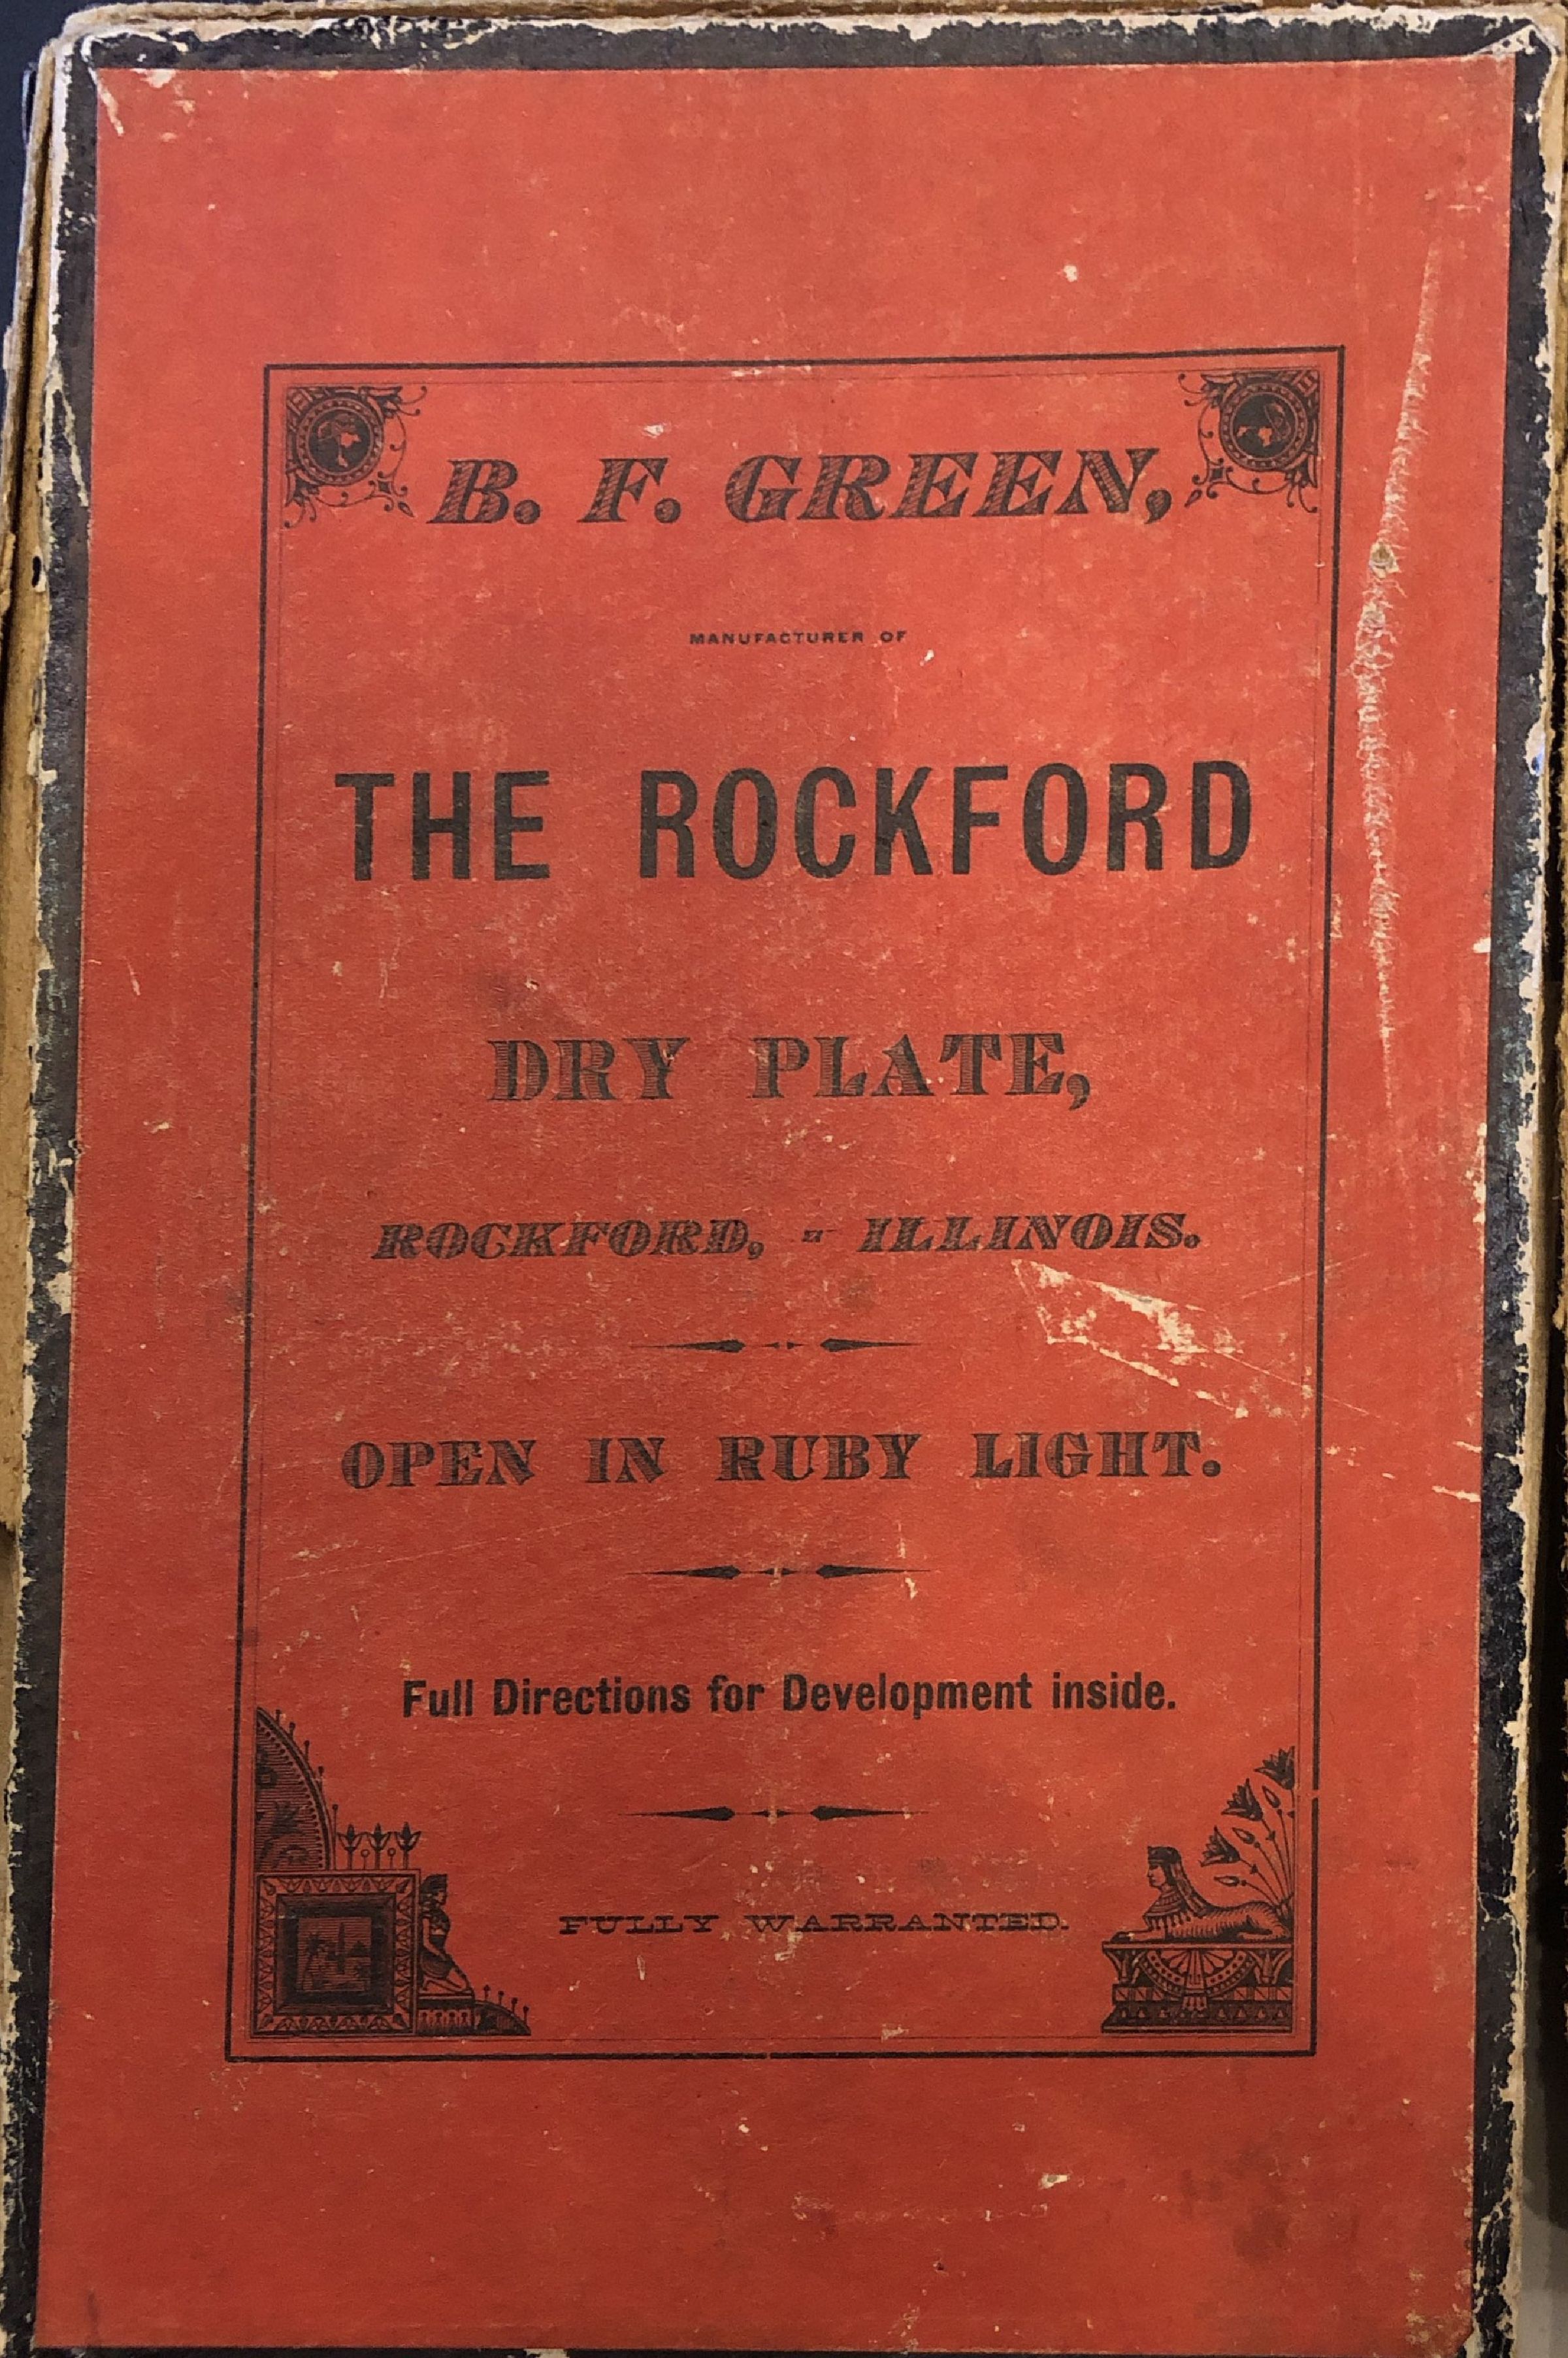 B. F. GREEN,
MANUFACTURER OF
THE ROCKFORD
DRY PLATE,
ROCKFORD, - ILLINOIS.
OPEN IN RUBY LIGHT.
Full Directions for Development inside.
FULLY WARRANTED.